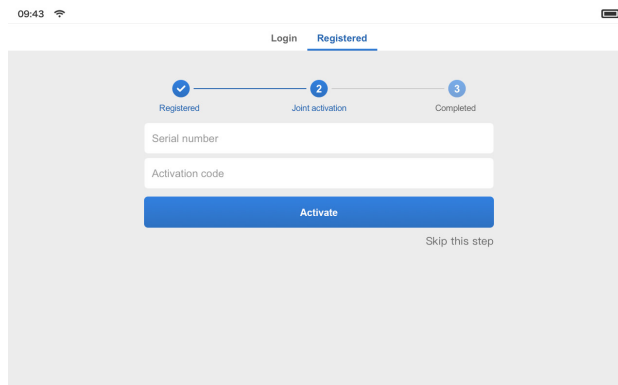 09:43
Login Registered
2 3
Registered Joint activation Completed
Serial number
Activation code
Activate
Skip this step